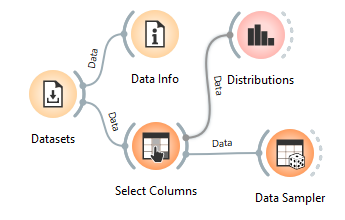 Data
Data Info
Data
Distributions
Datasets
Data
Data
Select Columns
Data Sampler